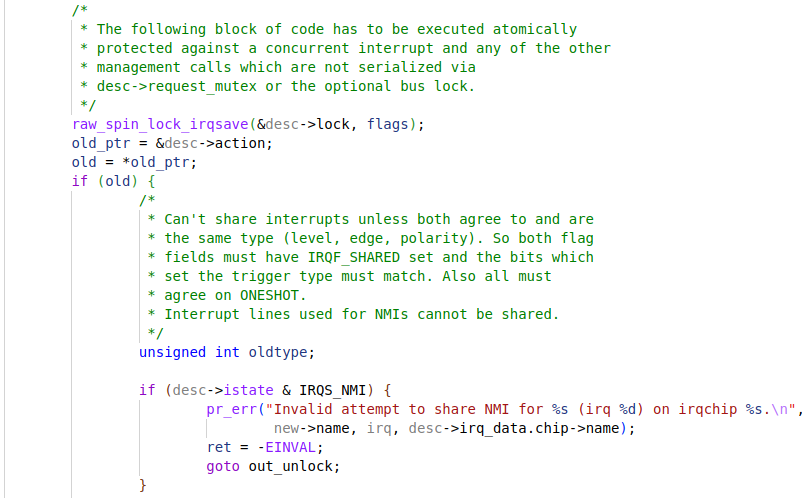 /*
 * The following block of code has to be executed atomically
 * protected against a concurrent interrupt and any of the other
 * management calls which are not serialized via
 * desc->request_mutex or the optional bus lock.
 */
raw_spin_lock_irqsave(&desc->lock, flags);
old_ptr = &desc->action;
old = *old_ptr;
if (old) {
        /*
         * Can't share interrupts unless both agree to and are
         * the same type (level, edge, polarity). So both flag
         * fields must have IRQF_SHARED set and the bits which
         * set the trigger type must match. Also all must
         * agree on ONESHOT.
         * Interrupt lines used for NMIs cannot be shared.
         */
        unsigned int oldtype;

        if (desc->istate & IRQS_NMI) {
                pr_err("Invalid attempt to share NMI for %s (irq %d) on irqchip %s.\n",
                        new->name, irq, desc->irq_data.chip->name);
                ret = -EINVAL;
                goto out_unlock;
        }